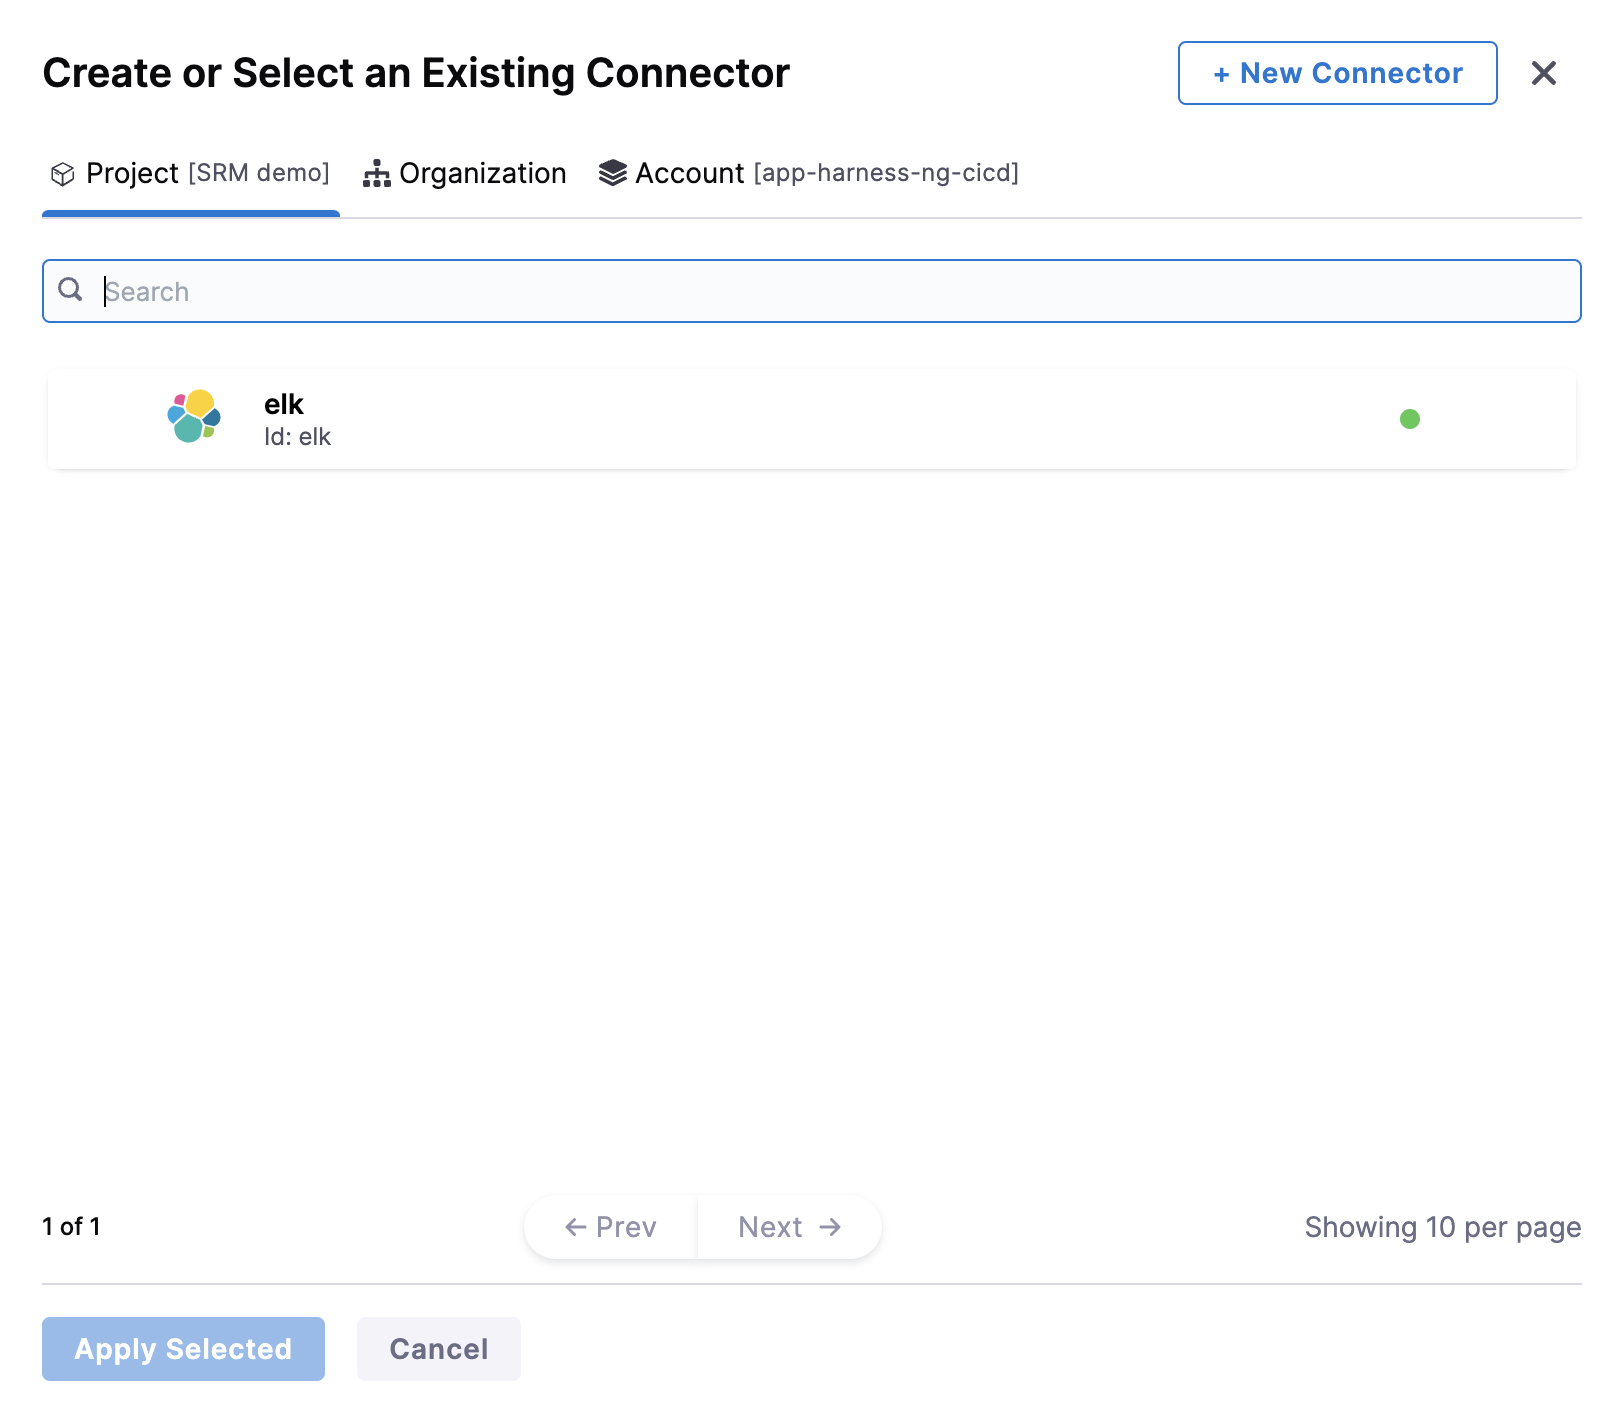 Create or Select an Existing Connector
+ New Connector
Project [SRM demo] Organization Account [app-harness-ng-cicd]
Search
elk
Id: elk
1 of 1
Prev Next
Showing 10 per page
Apply Selected Cancel